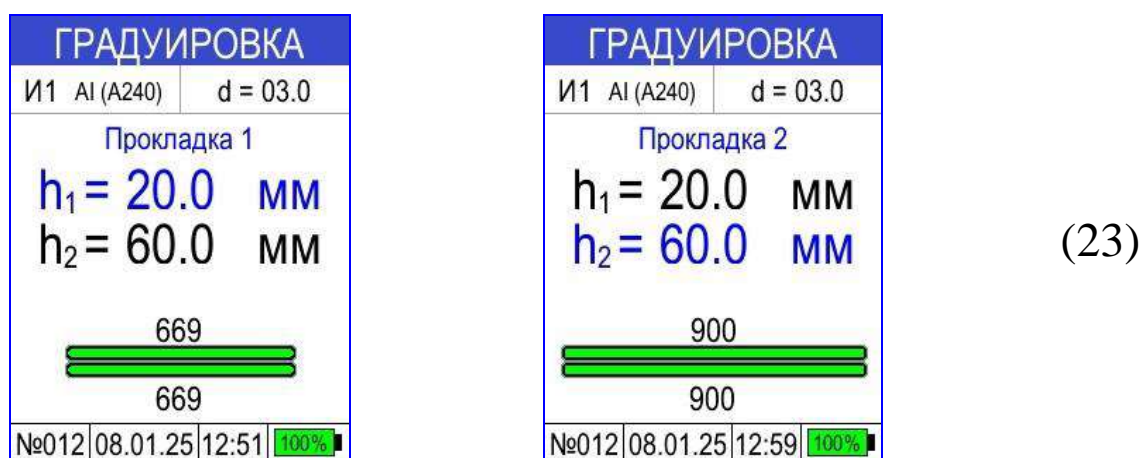 ГРАДУИРОВКА
И1 AI (A240) d = 03.0
Прокладка 1
h₁ = 20.0 мм
h₂ = 60.0 мм
669
669
№012 08.01.25 12:51 100%
ГРАДУИРОВКА
И1 AI (A240) d = 03.0
Прокладка 2
h₁ = 20.0 мм
h₂ = 60.0 мм
900
900
№012 08.01.25 12:59 100%
(23)